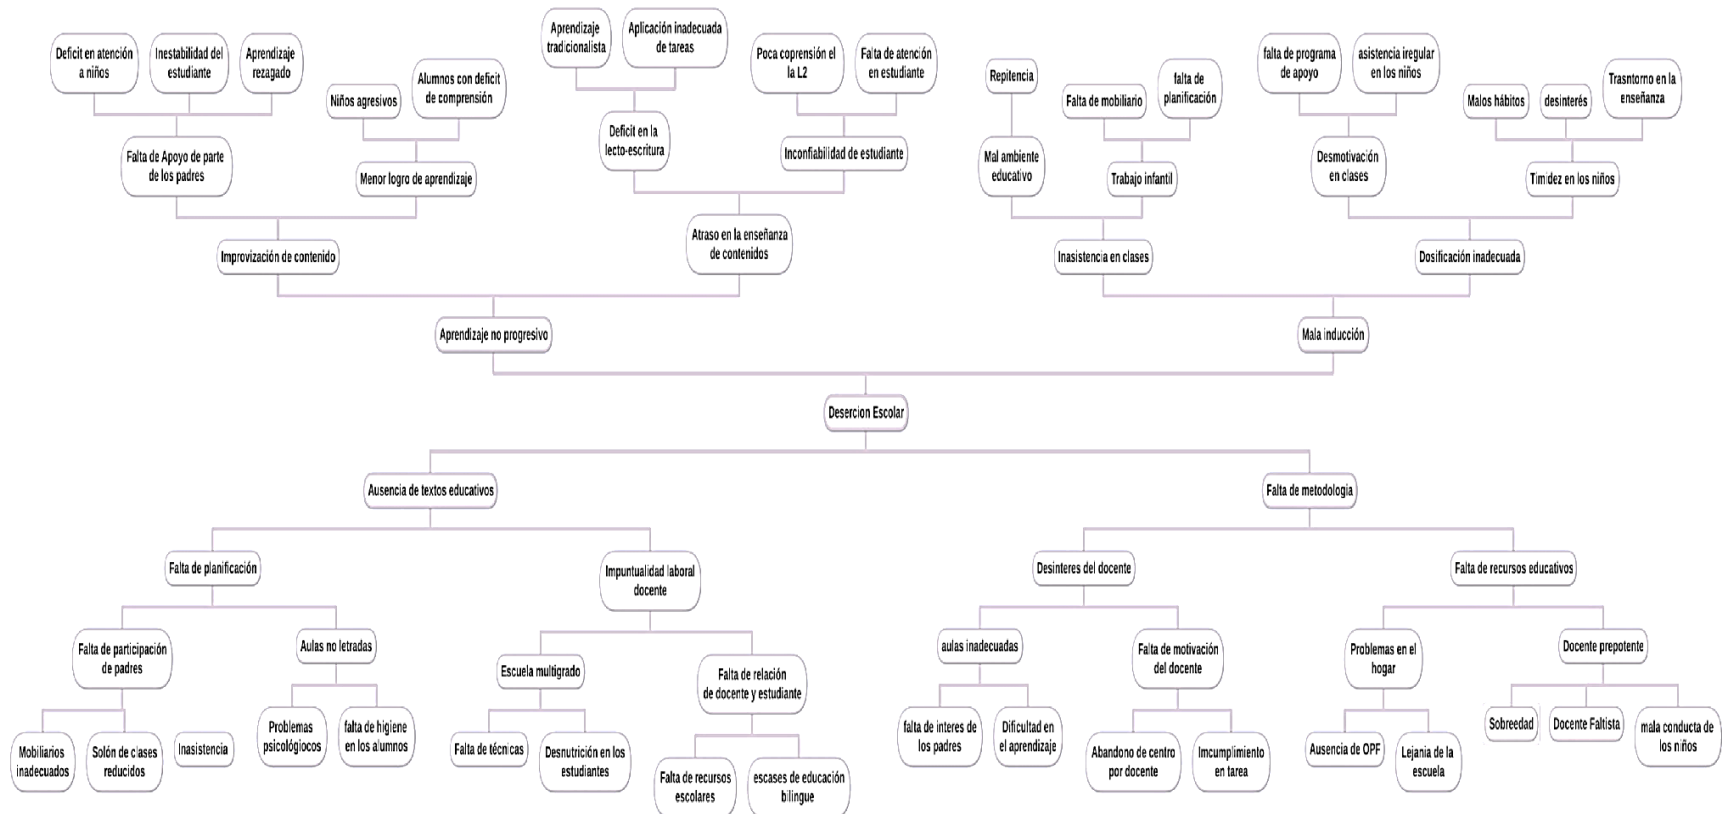 Deficit en atención
a niños
Inestabilidad del
estudiante
Aprendizaje
rezagado
Niños agresivos
Alumnos con deficit
de comprensión
Aprendizaje
tradicionalista
Aplicación inadecuada
de tareas
Poca coprensión el
la L2
Falta de atención
en estudiante
Repitencia
Falta de mobiliario
falta de
planificación
falta de programa
de apoyo
asistencia iregular
en los niños
Malos hábitos
desinterés
Trasntorno en la
enseñanza
Falta de Apoyo de parte
de los padres
Menor logro de aprendizaje
Deficit en la
lecto-escritura
Inconfiabilidad de estudiante
Mal ambiente
educativo
Trabajo infantil
Desmotivación
en clases
Timidez en los niños
Improvización de contenido
Atraso en la enseñanza
de contenidos
Inasistencia en clases
Dosificación inadecuada
Aprendizaje no progresivo
Mala inducción
Desercion Escolar
Ausencia de textos educativos
Falta de metodologia
Falta de planificación
Impuntualidad laboral
docente
Desinteres del docente
Falta de recursos educativos
Falta de participación
de padres
Aulas no letradas
Escuela multigrado
Falta de relación
de docente y estudiante
aulas inadecuadas
Falta de motivación
del docente
Problemas en el
hogar
Docente prepotente
Mobiliarios
inadecuados
Solón de clases
reducidos
Inasistencia
Problemas
psicológiocos
falta de higiene
en los alumnos
Falta de técnicas
Desnutrición en los
estudiantes
Falta de recursos
escolares
escases de educación
bilingue
falta de interes de
los padres
Dificultad en
el aprendizaje
Abandono de centro
por docente
Imcumplimiento
en tarea
Ausencia de OPF
Lejania de la
escuela
Sobreedad
Docente Faltista
mala conducta de
los niños